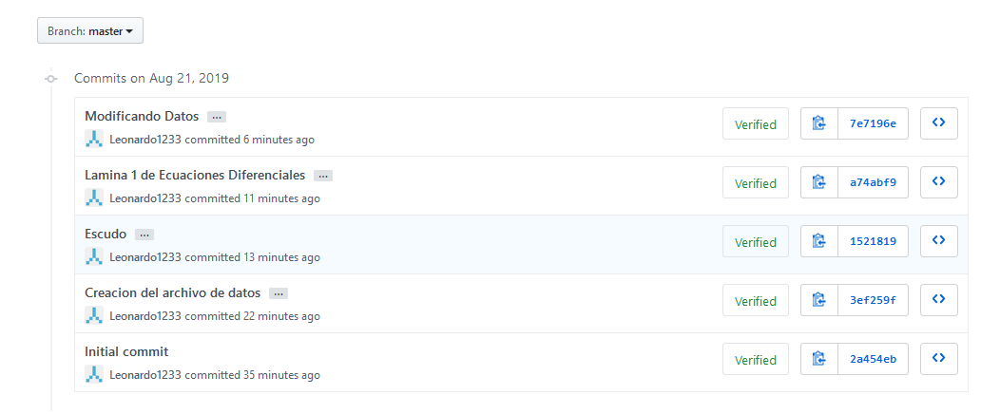 Branch: master
Commits on Aug 21, 2019
Modificando Datos ...
Leonardo1233 committed 6 minutes ago
Verified 7e7196e
Lamina 1 de Ecuaciones Diferenciales ...
Leonardo1233 committed 11 minutes ago
Verified a74abf9
Escudo ...
Leonardo1233 committed 13 minutes ago
Verified 1521819
Creacion del archivo de datos ...
Leonardo1233 committed 22 minutes ago
Verified 3ef259f
Initial commit
Leonardo1233 committed 35 minutes ago
Verified 2a454eb